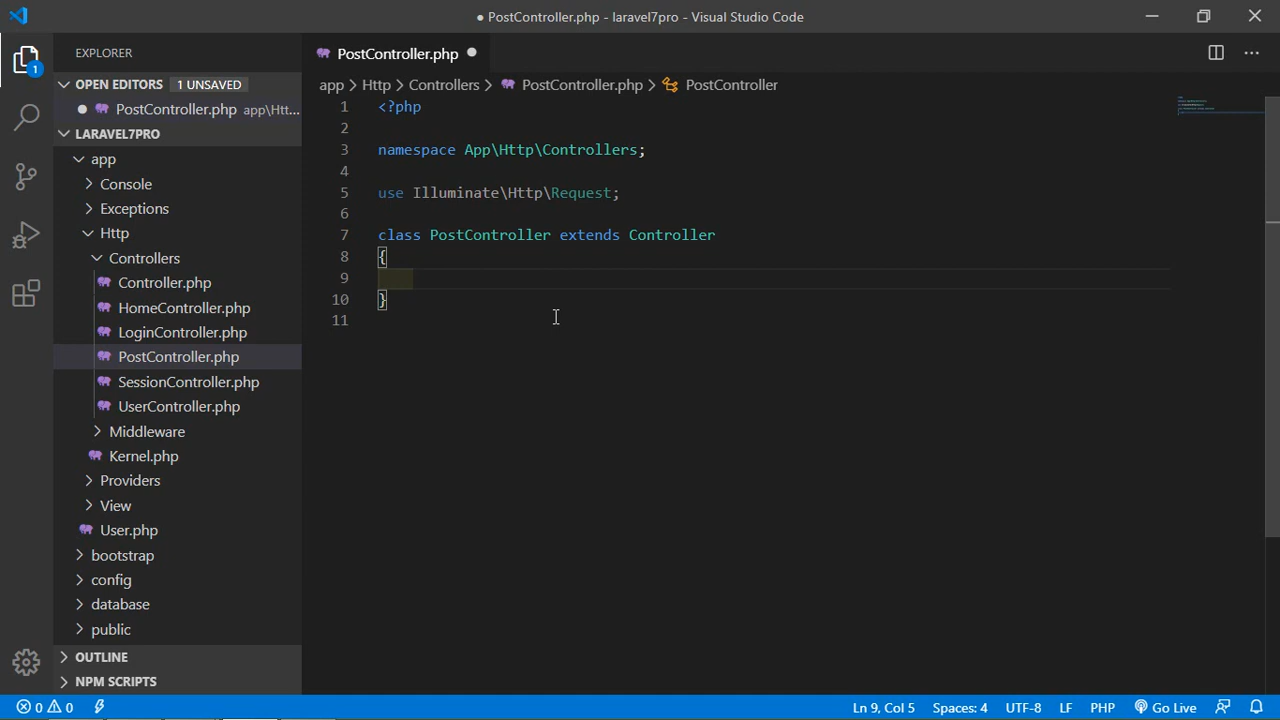 PostController.php - laravel7pro - Visual Studio Code
EXPLORER
OPEN EDITORS 1 UNSAVED
PostController.php app\Htt...
LARAVEL7PRO
app
Console
Exceptions
Http
Controllers
Controller.php
HomeController.php
LoginController.php
PostController.php
SessionController.php
UserController.php
Middleware
Kernel.php
Providers
View
User.php
bootstrap
config
database
public
OUTLINE
NPM SCRIPTS
1
PostController.php
app > Http > Controllers > PostController.php > PostController
1 <?php
2
3 namespace App\Http\Controllers;
4
5 use Illuminate\Http\Request;
6
7 class PostController extends Controller
8 {
9
10 }
11
0 0 Ln 9, Col 5 Spaces: 4 UTF-8 LF PHP Go Live